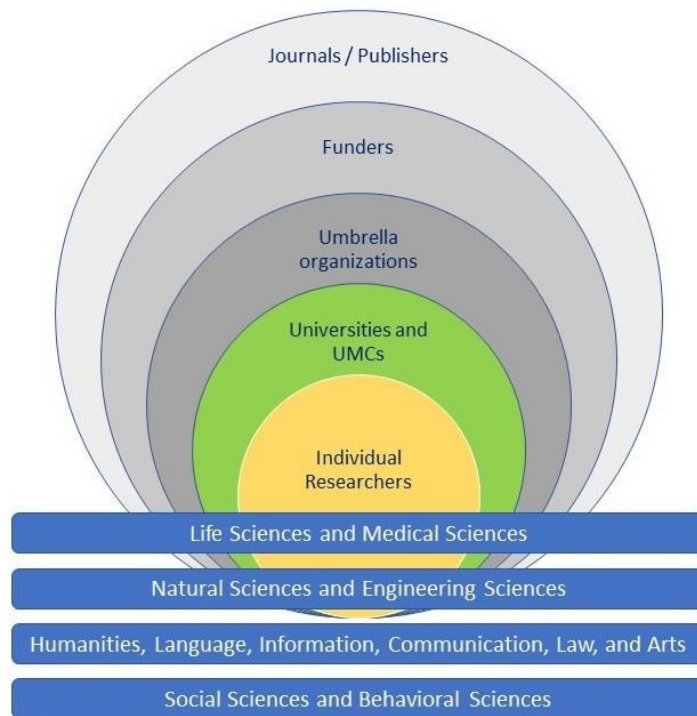 Journals / Publishers
Funders
Umbrella
organizations
Universities and
UMCs
Individual
Researchers
Life Sciences and Medical Sciences
Natural Sciences and Engineering Sciences
Humanities, Language, Information, Communication, Law, and Arts
Social Sciences and Behavioral Sciences